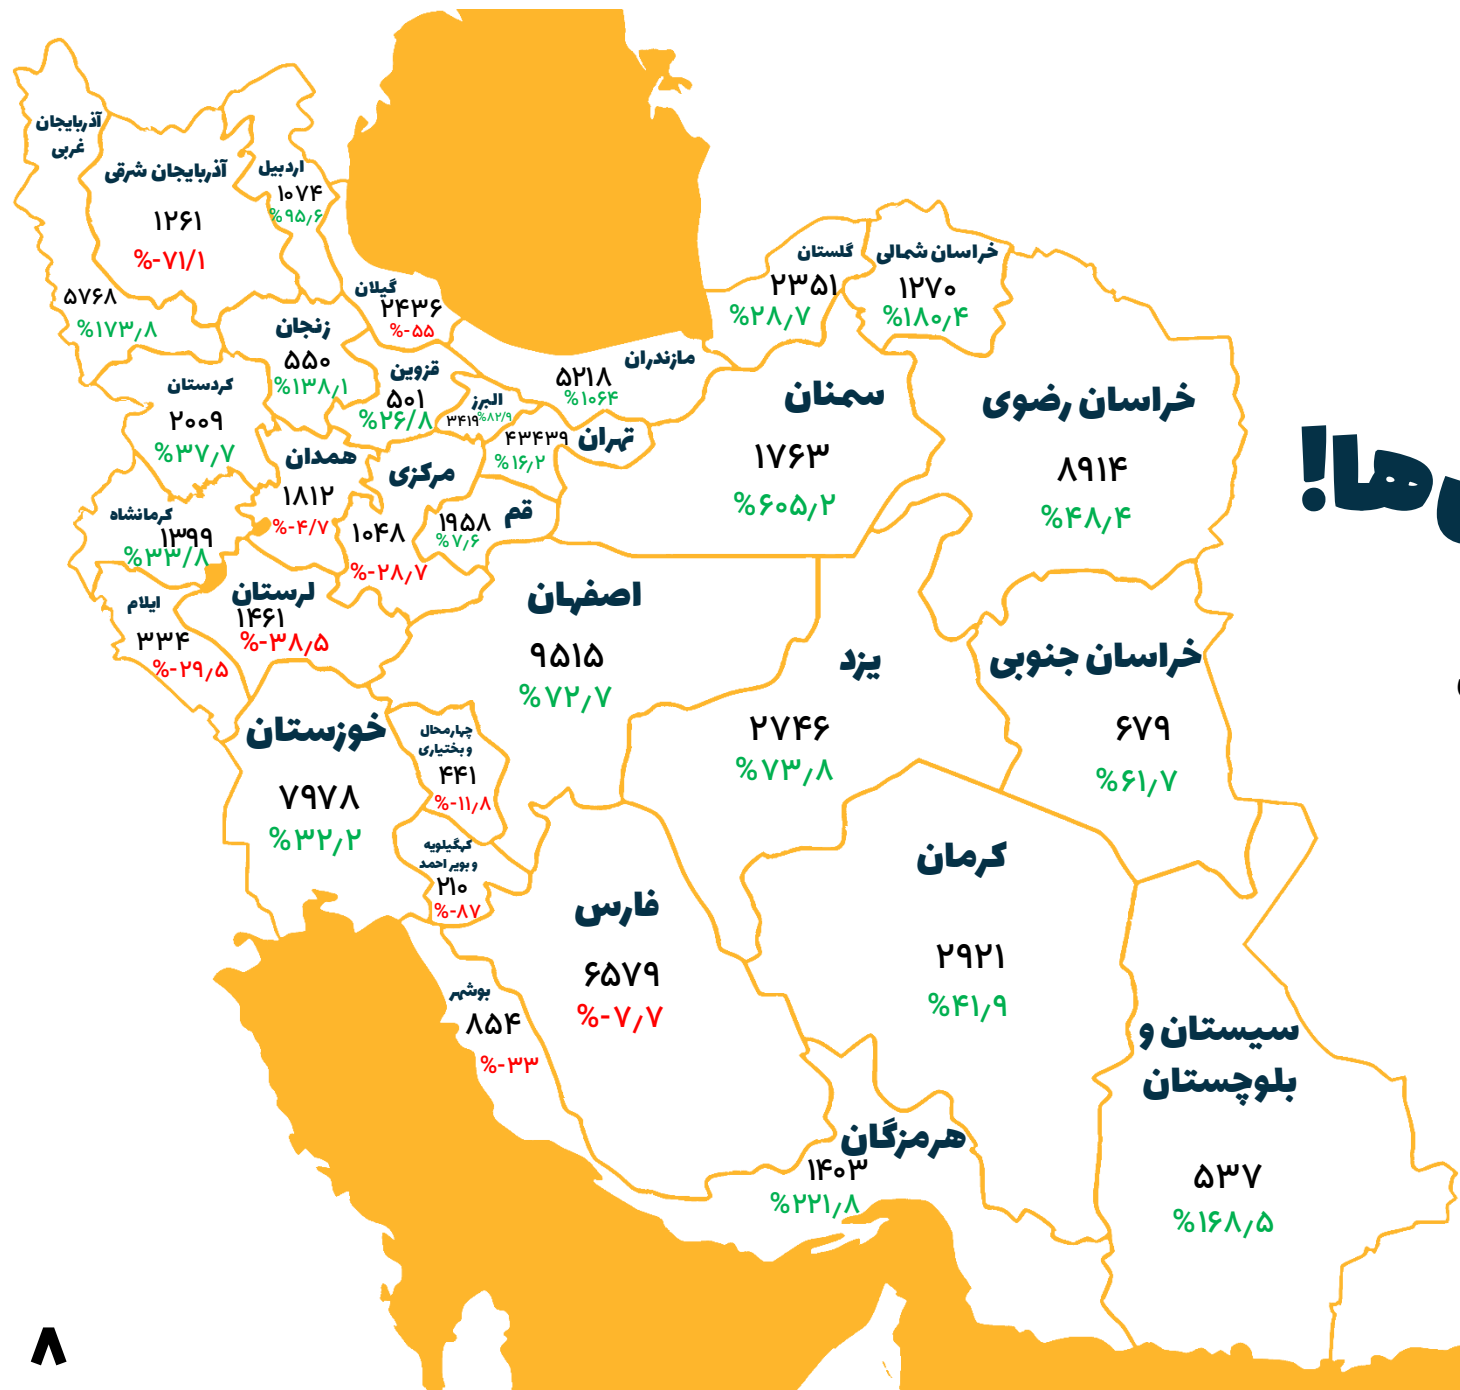 آذربایجان
غربی
۵۷۶۸
%۱۷۳٫۸
آذربایجان شرقی
۱۲۶۱
%-۷۱/۱
اردبیل
۱۰۷۴
%۹۵٫۶
گیلان
۲۴۳۶
%-۵۵
زنجان
۵۵۰
%۱۳۸٫۱
قزوین
۵۰۱
%۲۶/۸
البرز
۳۴۱۹
%۸۲/۹
مازندران
۵۲۱۸
%۱۰۶۴
گلستان
۲۳۵۱
%۲۸٫۷
خراسان شمالی
۱۲۷۰
%۱۸۰٫۴
خراسان رضوی
۸۹۱۴
%۴۸٫۴
سمنان
۱۷۶۳
%۶۰۵٫۲
تهران
۴۳۴۳۹
%۱۶٫۲
کردستان
۲۰۰۹
%۳۷٫۷
همدان
۱۸۱۲
%-۴/۷
مرکزی
۱۰۴۸
%-۲۸٫۷
قم
۱۹۵۸
%۷٫۶
کرمانشاه
۱۳۹۹
%۳۳/۸
لرستان
۱۴۶۱
%-۳۸٫۵
ایلام
۳۳۴
%-۲۹٫۵
اصفهان
۹۵۱۵
%۷۲٫۷
یزد
۲۷۴۶
%۷۳٫۸
خراسان جنوبی
۶۷۹
%۶۱٫۷
خوزستان
۷۹۷۸
%۳۲٫۲
چهارمحال
و بختیاری
۴۴۱
%-۱۱٫۸
کهگیلویه
و بویر احمد
۲۱۰
%-۸۷
فارس
۶۵۷۹
%-۷٫۷
کرمان
۲۹۲۱
%۴۱٫۹
بوشهر
۸۵۴
%-۳۳
سیستان و
بلوچستان
۵۳۷
%۱۶۸٫۵
هرمزگان
۱۴۰۳
%۲۲۱٫۸
۸